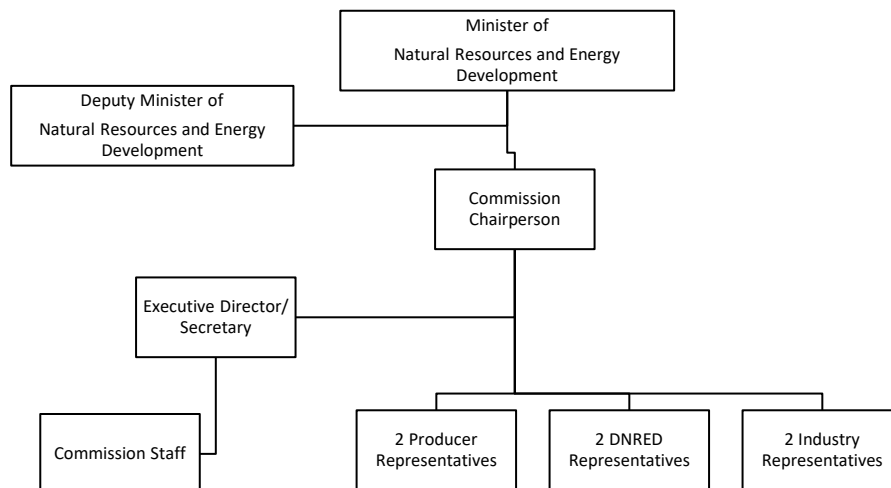 Minister of
Natural Resources and Energy
Development
Deputy Minister of
Natural Resources and Energy
Development
Commission
Chairperson
Executive Director/
Secretary
Commission Staff
2 Producer
Representatives
2 DNRED
Representatives
2 Industry
Representatives